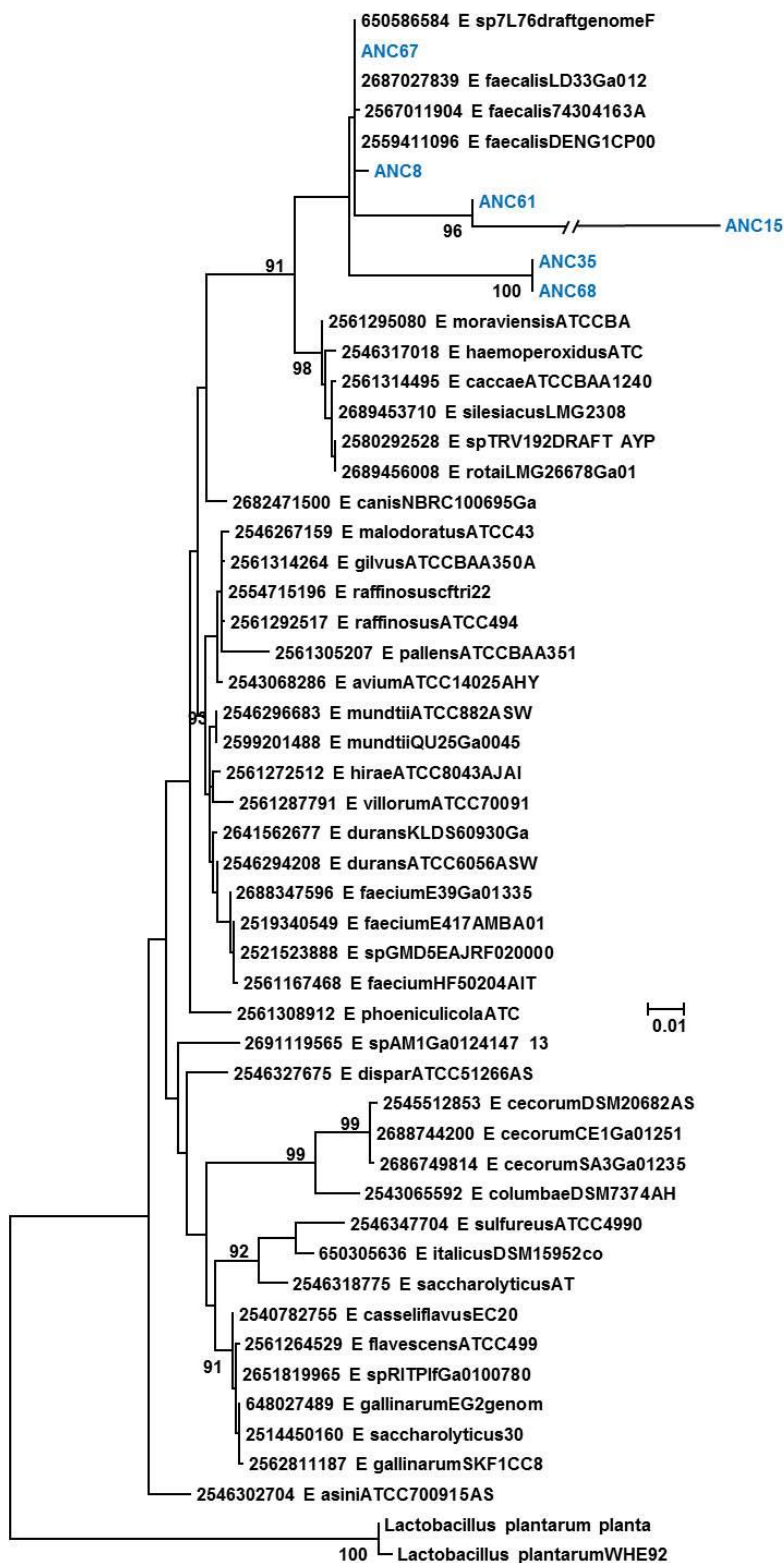 650586584 E sp7L76draftgenomeF
ANC67
2687027839 E faecalisLD33Ga012
2567011904 E faecalis74304163A
2559411096 E faecalisDENG1CP00
ANC8
ANC61
96
ANC15
ANC35
100
ANC68
91
2561295080 E moraviensisATCCBA
2546317018 E haemoperoxidusATC
98
2561314495 E caccaeATCCBAA1240
2689453710 E silesiacusLMG2308
2580292528 E spTRV192DRAFT AYP
2689456008 E rotaiLMG26678Ga01
2682471500 E canisNBRC100695Ga
2546267159 E malodoratusATCC43
2561314264 E gilvusATCCBAA350A
2554715196 E raffinosuscftri22
2561292517 E raffinosusATCC494
2561305207 E pallensATCCBAA351
2543068286 E aviumATCC14025AHY
93
2546296683 E mundtiiATCC882ASW
2599201488 E mundtiiQU25Ga0045
2561272512 E hiraeATCC8043AJAI
2561287791 E villorumATCC70091
2641562677 E duransKLDS60930Ga
2546294208 E duransATCC6056ASW
2688347596 E faeciumE39Ga01335
2519340549 E faeciumE417AMBA01
2521523888 E spGMD5EAJRF020000
2561167468 E faeciumHF50204AIT
2561308912 E phoeniculicolaATC
0.01
2691119565 E spAM1Ga0124147 13
2546327675 E disparATCC51266AS
2545512853 E cecorumDSM20682AS
99
2688744200 E cecorumCE1Ga01251
99
2686749814 E cecorumSA3Ga01235
2543065592 E columbaeDSM7374AH
2546347704 E sulfureusATCC4990
92
650305636 E italicusDSM15952co
2546318775 E saccharolyticusAT
2540782755 E casseliflavusEC20
2561264529 E flavescensATCC499
91
2651819965 E spRITPIfGa0100780
648027489 E gallinarumEG2genom
2514450160 E saccharolyticus30
2562811187 E gallinarumSKF1CC8
2546302704 E asiniATCC700915AS
Lactobacillus plantarum planta
100
Lactobacillus plantarumWHE92